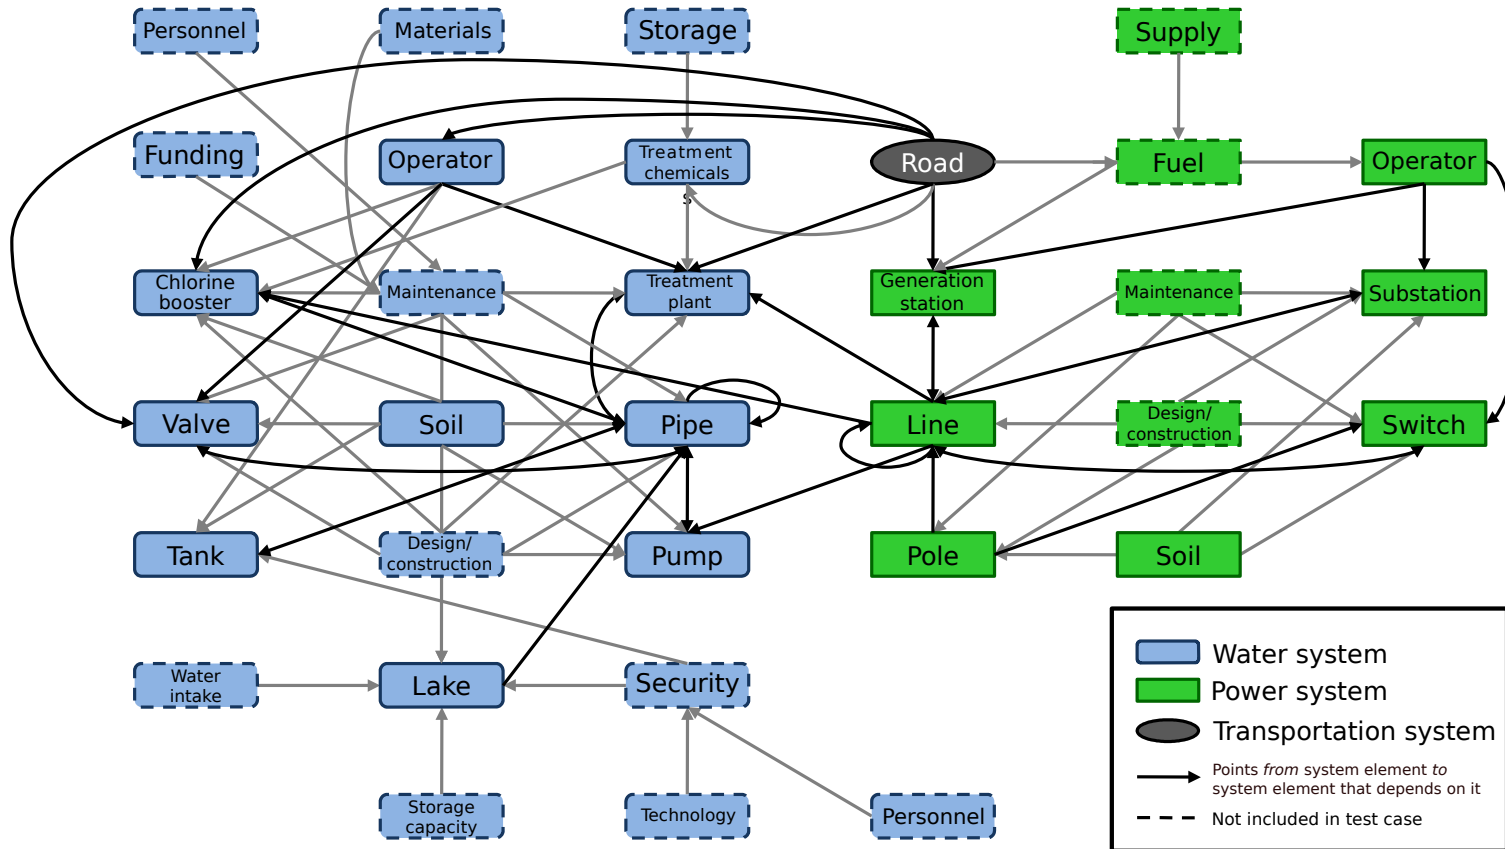 Personnel
Materials
Storage
Supply
Funding
Operator
Treatment
chemicals
s
Road
Fuel
Operator
Chlorine
booster
Maintenance
Treatment
plant
Generation
station
Maintenance
Substation
Valve
Soil
Pipe
Line
Design/
construction
Switch
Tank
Design/
construction
Pump
Pole
Soil
Water
intake
Lake
Security
Storage
capacity
Technology
Personnel
Water system
Power system
Transportation system
Points from system element to
system element that depends on it
Not included in test case